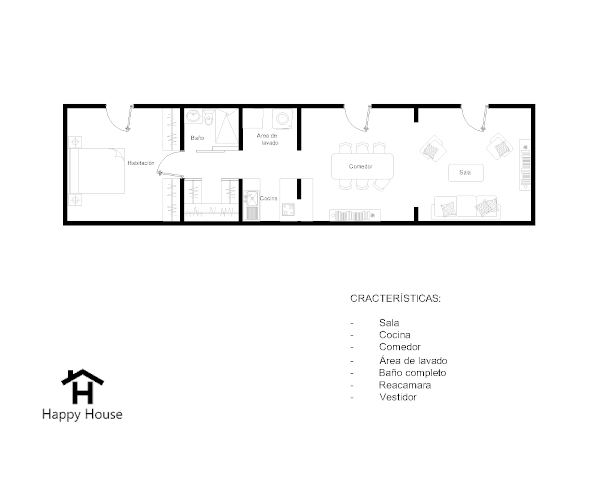 Baño
Area de
lavado
Habitación
Comedor
Sala
Cocina
CRACTERÍSTICAS:
- Sala
- Cocina
- Comedor
- Área de lavado
- Baño completo
- Reacamara
- Vestidor
H
Happy House